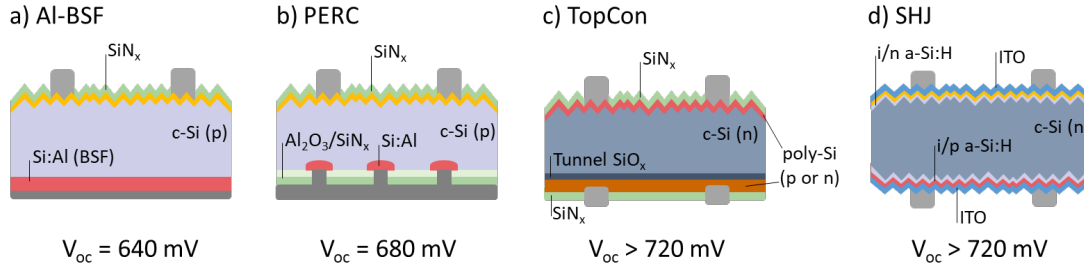 a) Al-BSF
SiNₓ
c-Si (p)
Si:Al (BSF)
Vₒc = 640 mV
b) PERC
SiNₓ
c-Si (p)
Al₂O₃/SiNₓ
Si:Al
Vₒc = 680 mV
c) TopCon
SiNₓ
c-Si (n)
Tunnel SiOₓ
poly-Si
(p or n)
SiNₓ
Vₒc > 720 mV
d) SHJ
i/n a-Si:H
ITO
c-Si (n
i/p a-Si:H
ITO
Vₒc > 720 mV